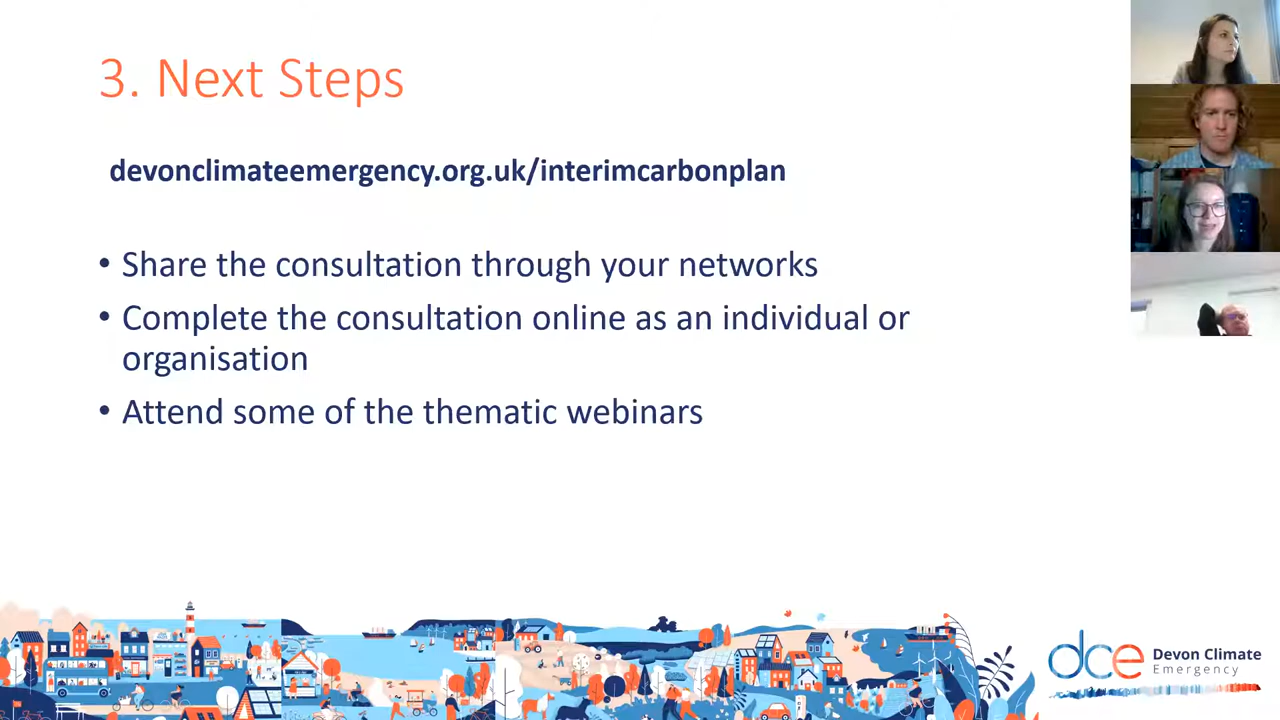 3. Next Steps
devonclimateemergency.org.uk/interimcarbonplan
• Share the consultation through your networks
• Complete the consultation online as an individual or
organisation
• Attend some of the thematic webinars
dce Devon Climate
Emergency